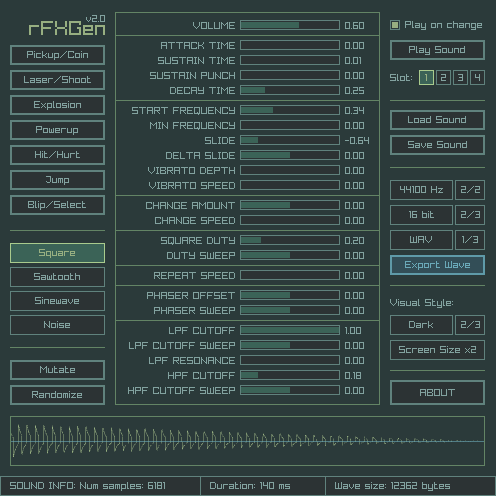 v2.0
rFXGen
Pickup/Coin
Laser/Shoot
Explosion
Powerup
Hit/Hurt
Jump
Blip/Select
Square
Sawtooth
Sinewave
Noise
Mutate
Randomize
VOLUME 0.60
ATTACK TIME 0.00
SUSTAIN TIME 0.01
SUSTAIN PUNCH 0.00
DECAY TIME 0.25
START FREQUENCY 0.34
MIN FREQUENCY 0.00
SLIDE -0.64
DELTA SLIDE 0.00
VIBRATO DEPTH 0.00
VIBRATO SPEED 0.00
CHANGE AMOUNT 0.00
CHANGE SPEED 0.00
SQUARE DUTY 0.20
DUTY SWEEP 0.00
REPEAT SPEED 0.00
PHASER OFFSET 0.00
PHASER SWEEP 0.00
LPF CUTOFF 1.00
LPF CUTOFF SWEEP 0.00
LPF RESONANCE 0.00
HPF CUTOFF 0.18
HPF CUTOFF SWEEP 0.00
Play on change
Play Sound
Slot: 1 2 3 4
Load Sound
Save Sound
44100 Hz 2/2
16 bit 2/3
WAV 1/3
Export Wave
Visual Style:
Dark 2/3
Screen Size x2
ABOUT
SOUND INFO: Num samples: 6181 Duration: 140 ms Wave size: 12362 bytes